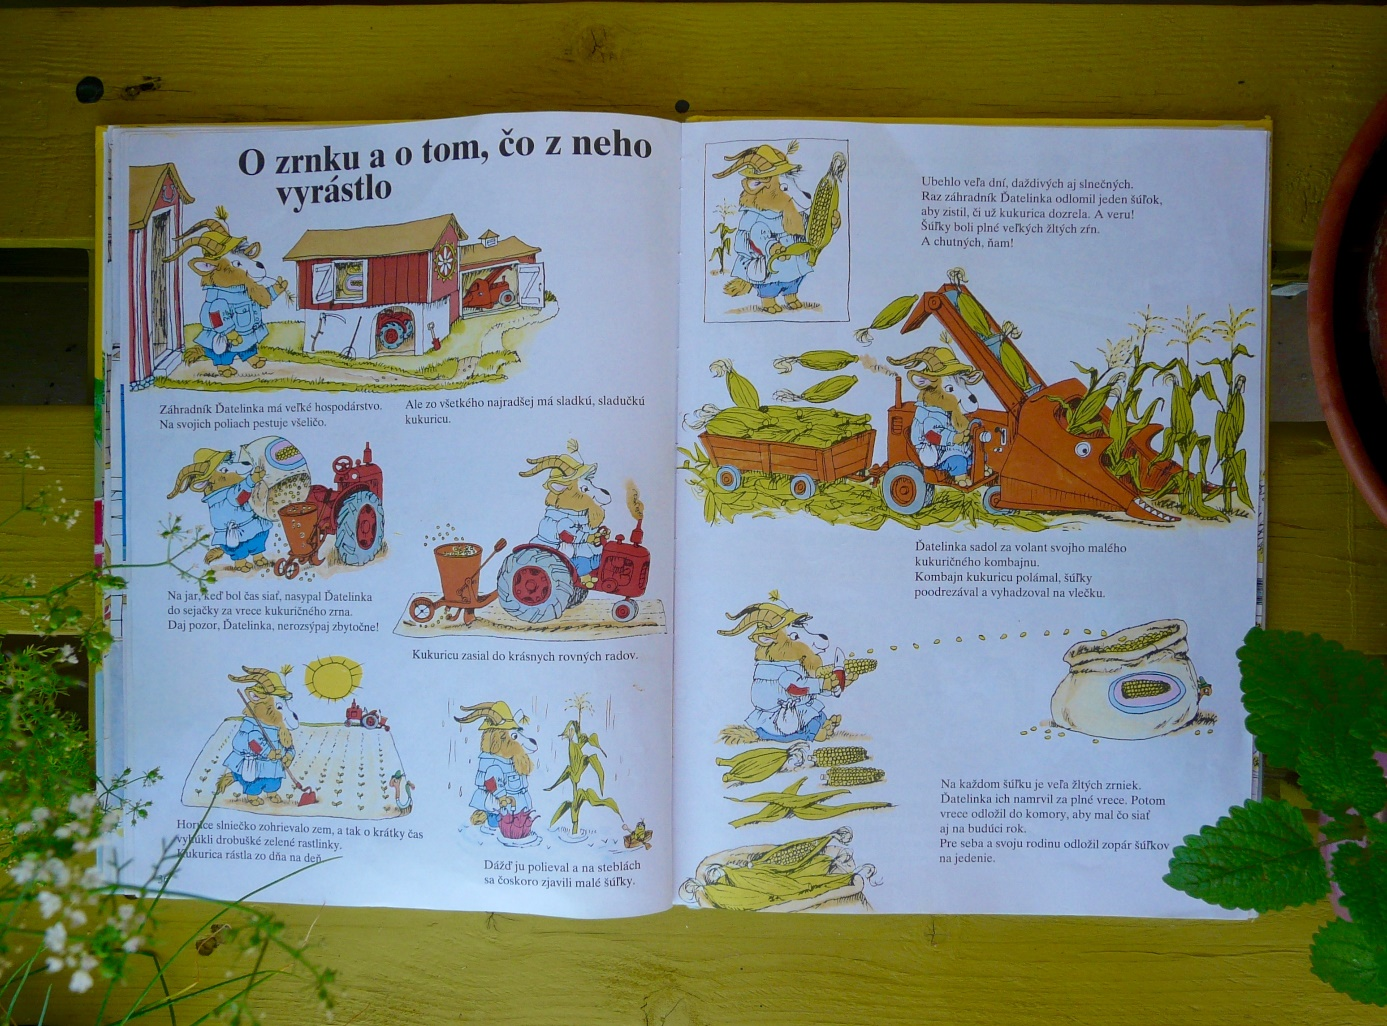 O zrnku a o tom, čo z neho
vyrástlo
Záhradník Ďatelinka má veľké hospodárstvo.
Na svojich poliach pestuje všeličo.
Ale zo všetkého najradšej má sladkú, sladučkú
kukuricu.
Na jar, keď bol čas siať, nasypal Ďatelinka
do sejačky za vrece kukuričného zrna.
Daj pozor, Ďatelinka, nerozsýpaj zbytočne!
Kukuricu zasial do krásnych rovných radov.
Horúce slniečko zohrievalo zem, a tak o krátky čas
vypukli drobušké zelené rastlinky.
Kukurica rástla zo dňa na deň.
Dážď ju polieval a na steblách
sa čoskoro zjavili malé šúľky.
Ubehlo veľa dní, daždivých aj slnečných.
Raz záhradník Ďatelinka odlomil jeden šúľok,
aby zistil, či už kukurica dozrela. A veru!
Šúľky boli plné veľkých žltých zŕn.
A chutných, ňam!
Ďatelinka sadol za volant svojho malého
kukuričného kombajnu.
Kombajn kukuricu polámal, šúľky
poodrezával a vyhadzoval na vlečku.
Na každom šúľku je veľa žltých zrniek.
Ďatelinka ich namrvil za plné vrece. Potom
vrece odložil do komory, aby mal čo siať
aj na budúci rok.
Pre seba a svoju rodinu odložil zopár šúľkov
na jedenie.